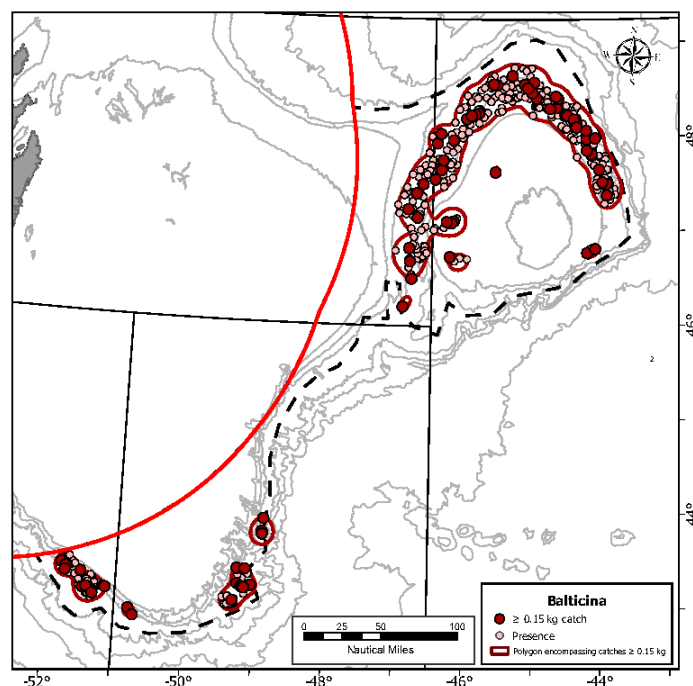 N
W E
S
48°
46°
2
44°
Balticina
≥ 0.15 kg catch
Presence
Polygon encompassing catches ≥ 0.15 kg
0 25 50 100
Nautical Miles
-52° -50° -48° -46° -44°